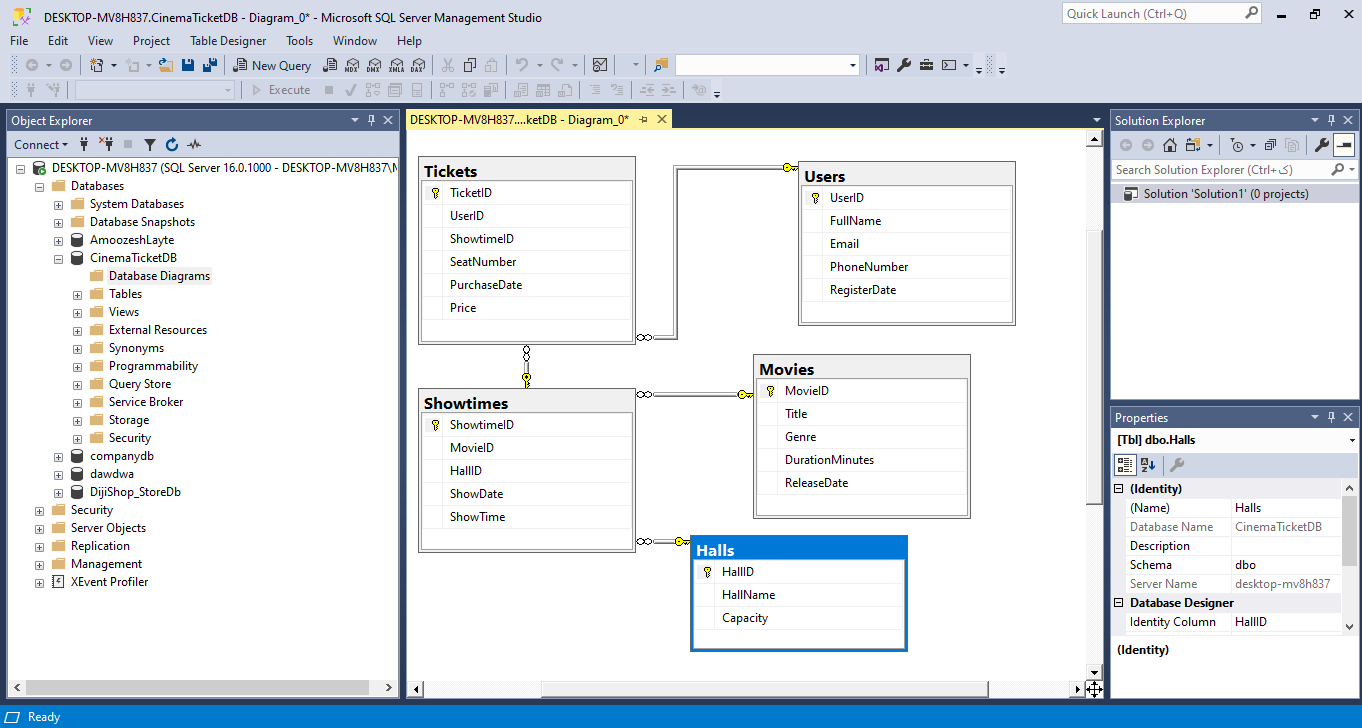 DESKTOP-MV8H837.CinemaTicketDB - Diagram_0* - Microsoft SQL Server Management Studio
Quick Launch (Ctrl+Q)
File Edit View Project Table Designer Tools Window Help
New Query
MDX DMX XMLA DAX
Execute
Object Explorer
Connect
DESKTOP-MV8H837 (SQL Server 16.0.1000 - DESKTOP-MV8H837\M
Databases
System Databases
Database Snapshots
AmoozeshLayte
CinemaTicketDB
Database Diagrams
Tables
Views
External Resources
Synonyms
Programmability
Query Store
Service Broker
Storage
Security
companydb
dawdwa
DijiShop_StoreDb
Security
Server Objects
Replication
Management
XEvent Profiler
DESKTOP-MV8H837....ketDB - Diagram_0*
Tickets
TicketID
UserID
ShowtimeID
SeatNumber
PurchaseDate
Price
Users
UserID
FullName
Email
PhoneNumber
RegisterDate
Showtimes
ShowtimeID
MovieID
HallID
ShowDate
ShowTime
Movies
MovieID
Title
Genre
DurationMinutes
ReleaseDate
Halls
HallID
HallName
Capacity
Solution Explorer
Search Solution Explorer (Ctrl+ک)
Solution 'Solution1' (0 projects)
Properties
[Tbl] dbo.Halls
(Identity)
(Name) Halls
Database Name CinemaTicketDB
Description
Schema dbo
Server Name desktop-mv8h837
Database Designer
Identity Column HallID
(Identity)
Ready